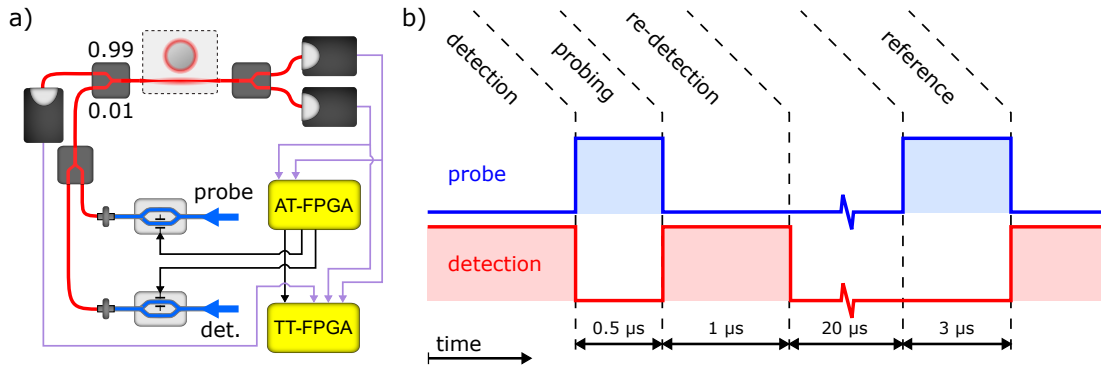 a)
0.99
0.01
probe
AT-FPGA
det.
TT-FPGA
b)
detection
probing
re-detection
reference
probe
detection
0.5 µs
1 µs
20 µs
3 µs
time